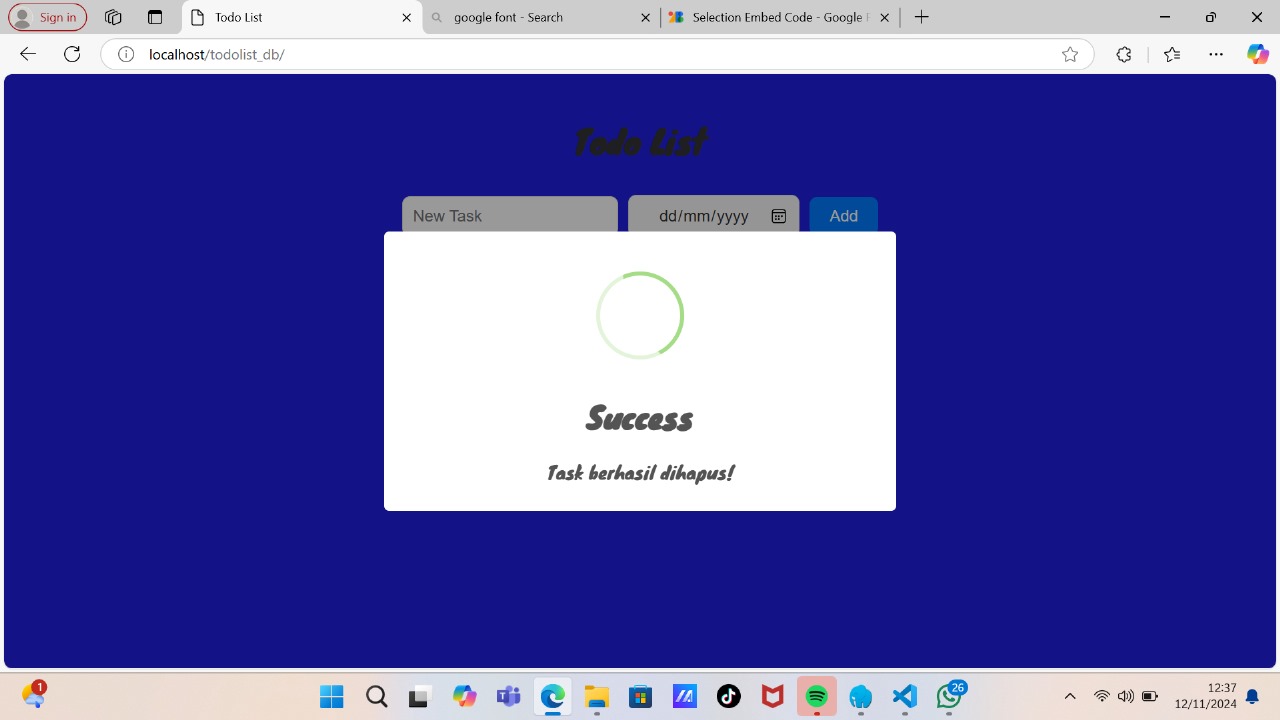 Sign in
Todo List
google font - Search
Selection Embed Code - Google F
localhost/todolist_db/
Todo List
New Task
dd/mm/yyyy
Add
Success
Task berhasil dihapus!
1
26
12:37
12/11/2024